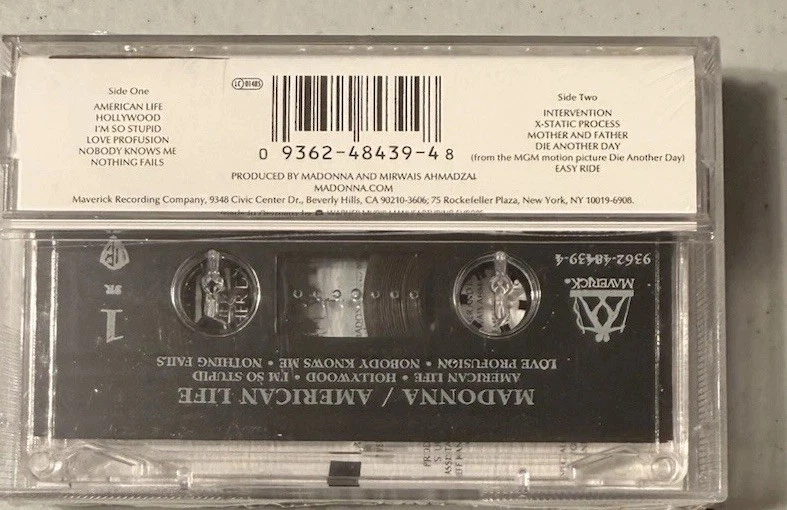 Side One
AMERICAN LIFE
HOLLYWOOD
I'M SO STUPID
LOVE PROFUSION
NOBODY KNOWS ME
NOTHING FAILS
LC 01485
0 9362-48439-4 8
Side Two
INTERVENTION
X-STATIC PROCESS
MOTHER AND FATHER
DIE ANOTHER DAY
(from the MGM motion picture Die Another Day)
EASY RIDE
PRODUCED BY MADONNA AND MIRWAIS AHMADZAI
MADONNA.COM
Maverick Recording Company, 9348 Civic Center Dr., Beverly Hills, CA 90210-3606; 75 Rockefeller Plaza, New York, NY 10019-6908.
MADONNA / AMERICAN LIFE
AMERICAN LIFE • HOLLYWOOD • I'M SO STUPID
LOVE PROFUSION • NOBODY KNOWS ME • NOTHING FAILS
MAVERICK
1
9362-48439-4